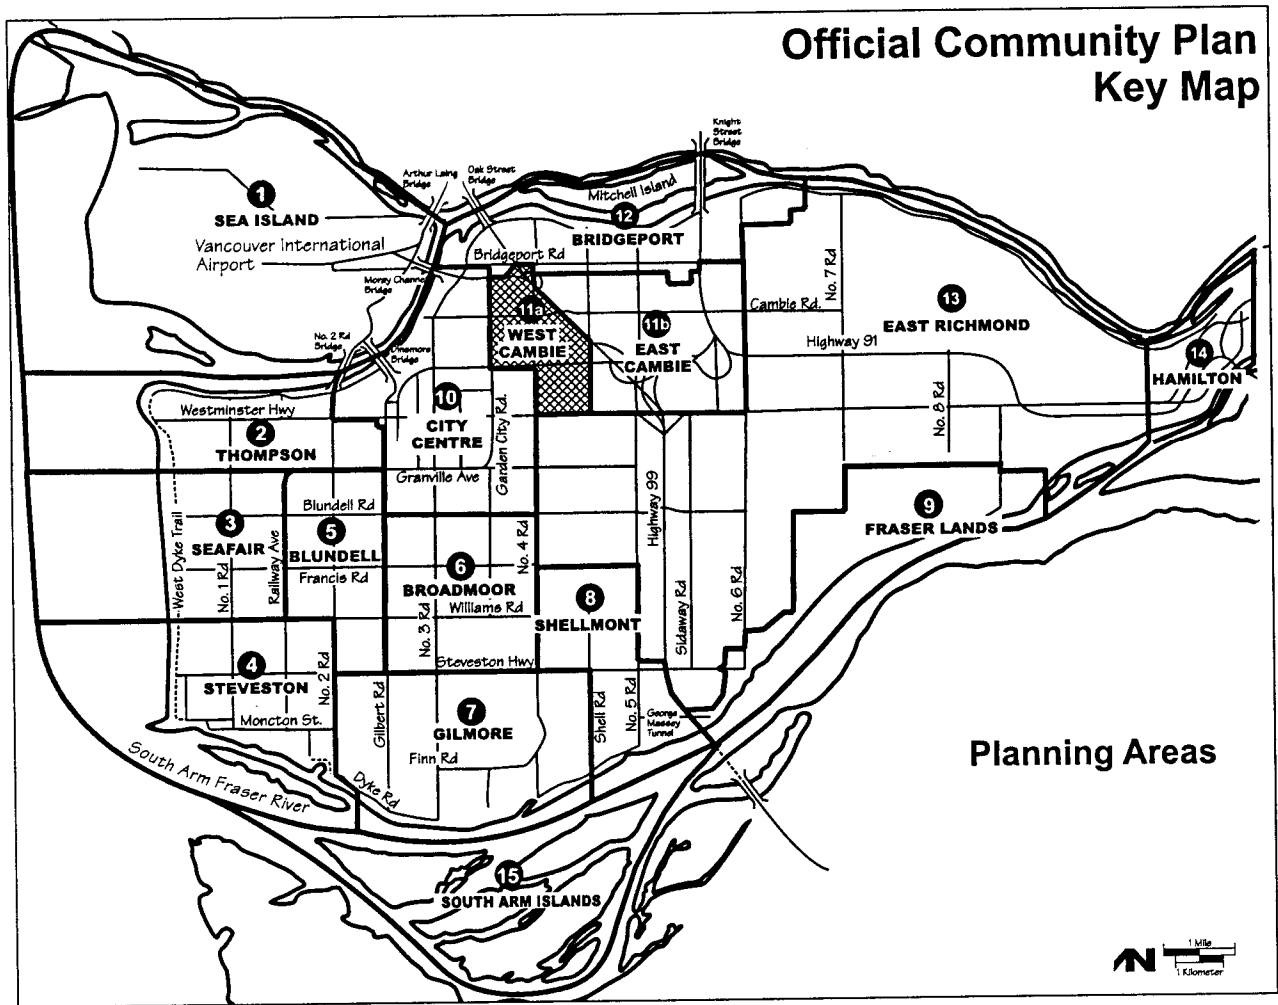 Official Community Plan
Key Map
Knight
Street
Bridge
Arthur Laing
Bridge
Oak Street
Bridge
Mitchell Island
1
SEA ISLAND
12
BRIDGEPORT
Vancouver International
Airport
Bridgeport Rd
Moray Channel
Bridge
No. 7 Rd
Cambie Rd.
13
EAST RICHMOND
11a
WEST
CAMBIE
11b
EAST
CAMBIE
No. 2 Rd
Bridge
Dinsmore
Bridge
Highway 91
14
HAMILTON
10
CITY
CENTRE
Garden City Rd.
No. 8 Rd
Westminster Hwy
2
THOMPSON
Granville Ave
Highway 99
9
FRASER LANDS
West Dyke Trail
3
SEAFAIR
No. 1 Rd
Railway Ave
Blundell Rd
5
BLUNDELL
Francis Rd
6
BROADMOOR
Williams Rd
No. 4 Rd
No. 3 Rd
8
SHELLMONT
Sidaway Rd
No. 6 Rd
Steveston Hwy
4
STEVESTON
No. 2 Rd
Moncton St.
Gilbert Rd
7
GILMORE
Finn Rd
Shell Rd
No. 5 Rd
George
Massey
Tunnel
Planning Areas
South Arm Fraser River
Dyke Rd
15
SOUTH ARM ISLANDS
N
1 Mile
1 Kilometer